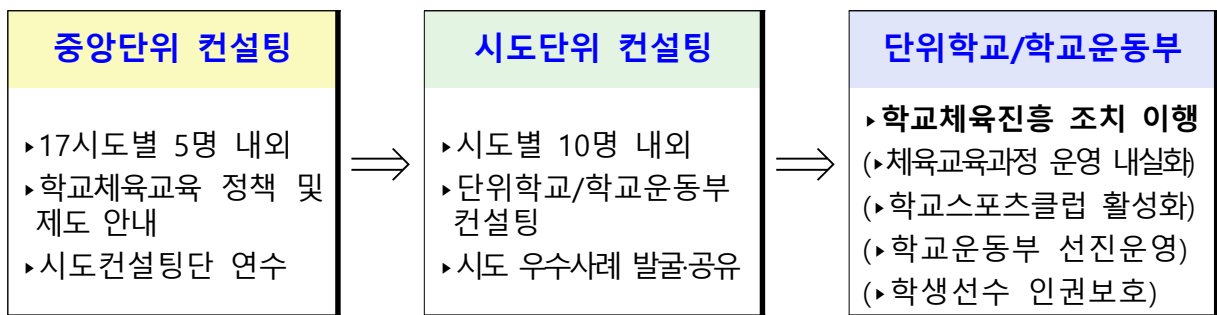 중앙단위 컨설팅
▸17시도별 5명 내외
▸학교체육교육 정책 및
제도 안내
▸시도컨설팅단 연수
⇒
시도단위 컨설팅
▸시도별 10명 내외
▸단위학교/학교운동부
컨설팅
▸시도 우수사례 발굴·공유
⇒
단위학교/학교운동부
▸학교체육진흥 조치 이행
(▸체육교육과정 운영 내실화)
(▸학교스포츠클럽 활성화)
(▸학교운동부 선진운영)
(▸학생선수 인권보호)